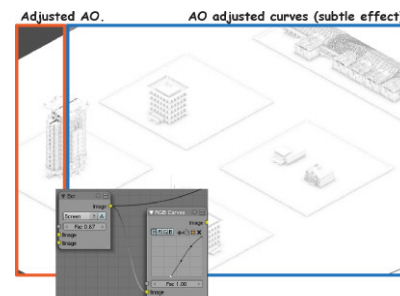 Adjusted AO.
AO adjusted curves (subtle effect)
Image
Screen
Fac 0.67
Image
Image
RGB Curves
Image
C R G B
Fac 1.00
Image